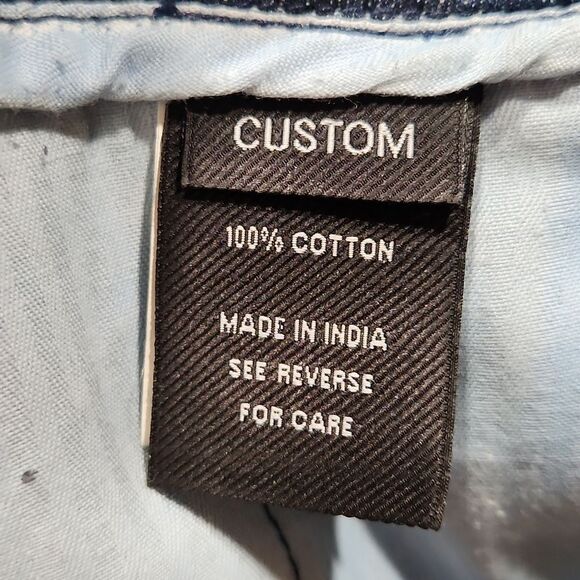 CUSTOM
100% COTTON
MADE IN INDIA
SEE REVERSE
FOR CARE